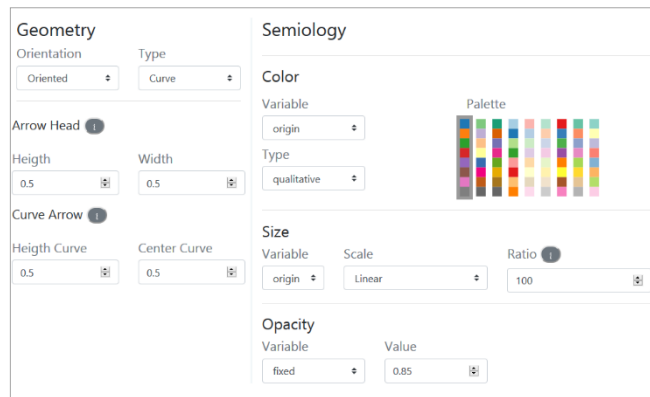 Geometry
Orientation Type
Oriented Curve
Arrow Head I
Heigth Width
0.5 0.5
Curve Arrow I
Heigth Curve Center Curve
0.5 0.5
Semiology
Color
Variable Palette
origin
Type
qualitative
Size
Variable Scale Ratio I
origin Linear 100
Opacity
Variable Value
fixed 0.85